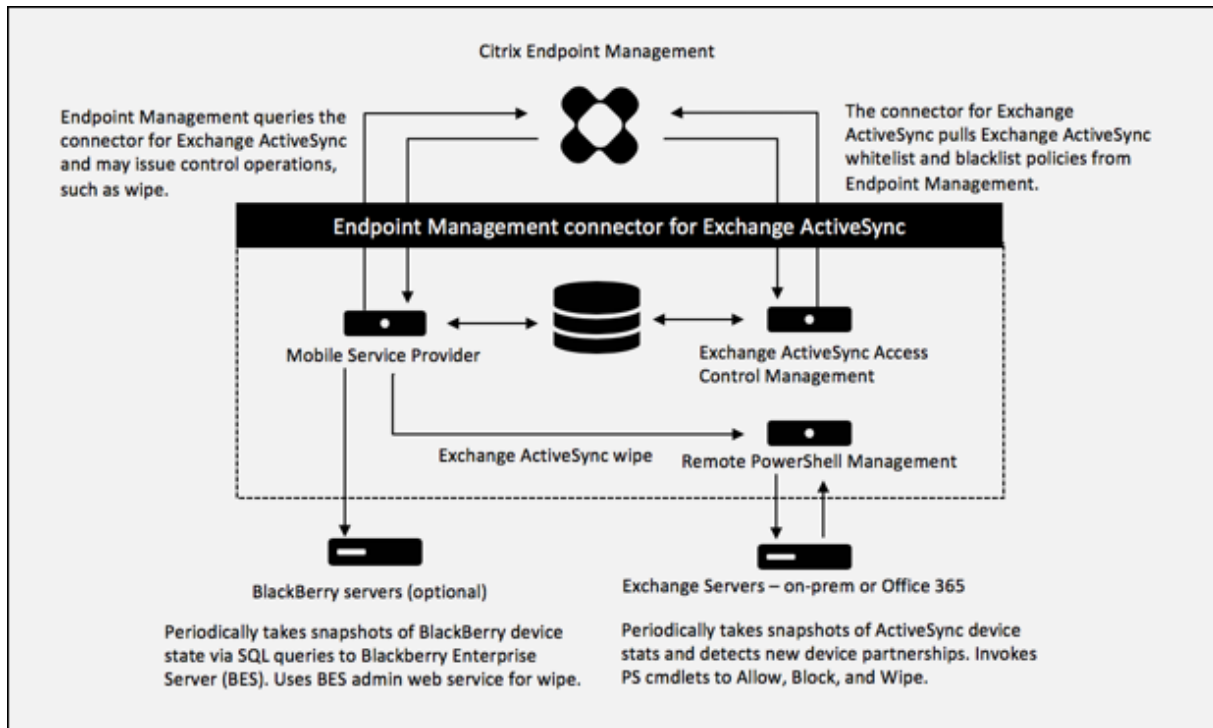 Citrix Endpoint Management
Endpoint Management queries the
connector for Exchange ActiveSync
and may issue control operations,
such as wipe.
The connector for Exchange
ActiveSync pulls Exchange ActiveSync
whitelist and blacklist policies from
Endpoint Management.
Endpoint Management connector for Exchange ActiveSync
Mobile Service Provider
Exchange ActiveSync Access
Control Management
Exchange ActiveSync wipe
Remote PowerShell Management
BlackBerry servers (optional)
Periodically takes snapshots of BlackBerry device
state via SQL queries to Blackberry Enterprise
Server (BES). Uses BES admin web service for wipe.
Exchange Servers – on-prem or Office 365
Periodically takes snapshots of ActiveSync device
stats and detects new device partnerships. Invokes
PS cmdlets to Allow, Block, and Wipe.